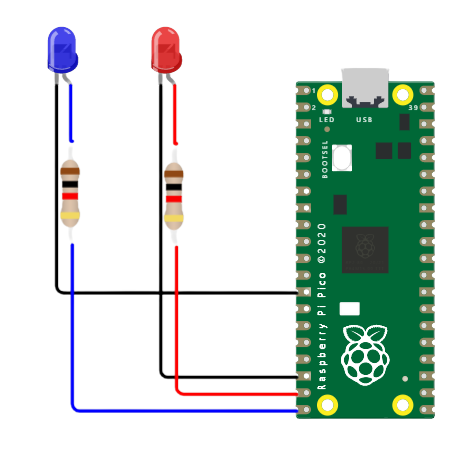 1
2
39
LED
USB
BOOTSEL
Raspberry Pi Pico ©2020